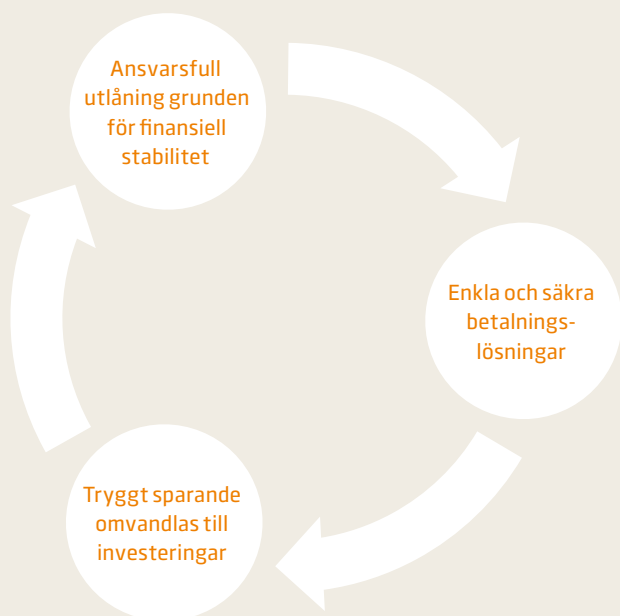 Ansvarsfull
utlåning grunden
för finansiell
stabilitet
Enkla och säkra
betalnings-
lösningar
Tryggt sparande
omvandlas till
investeringar